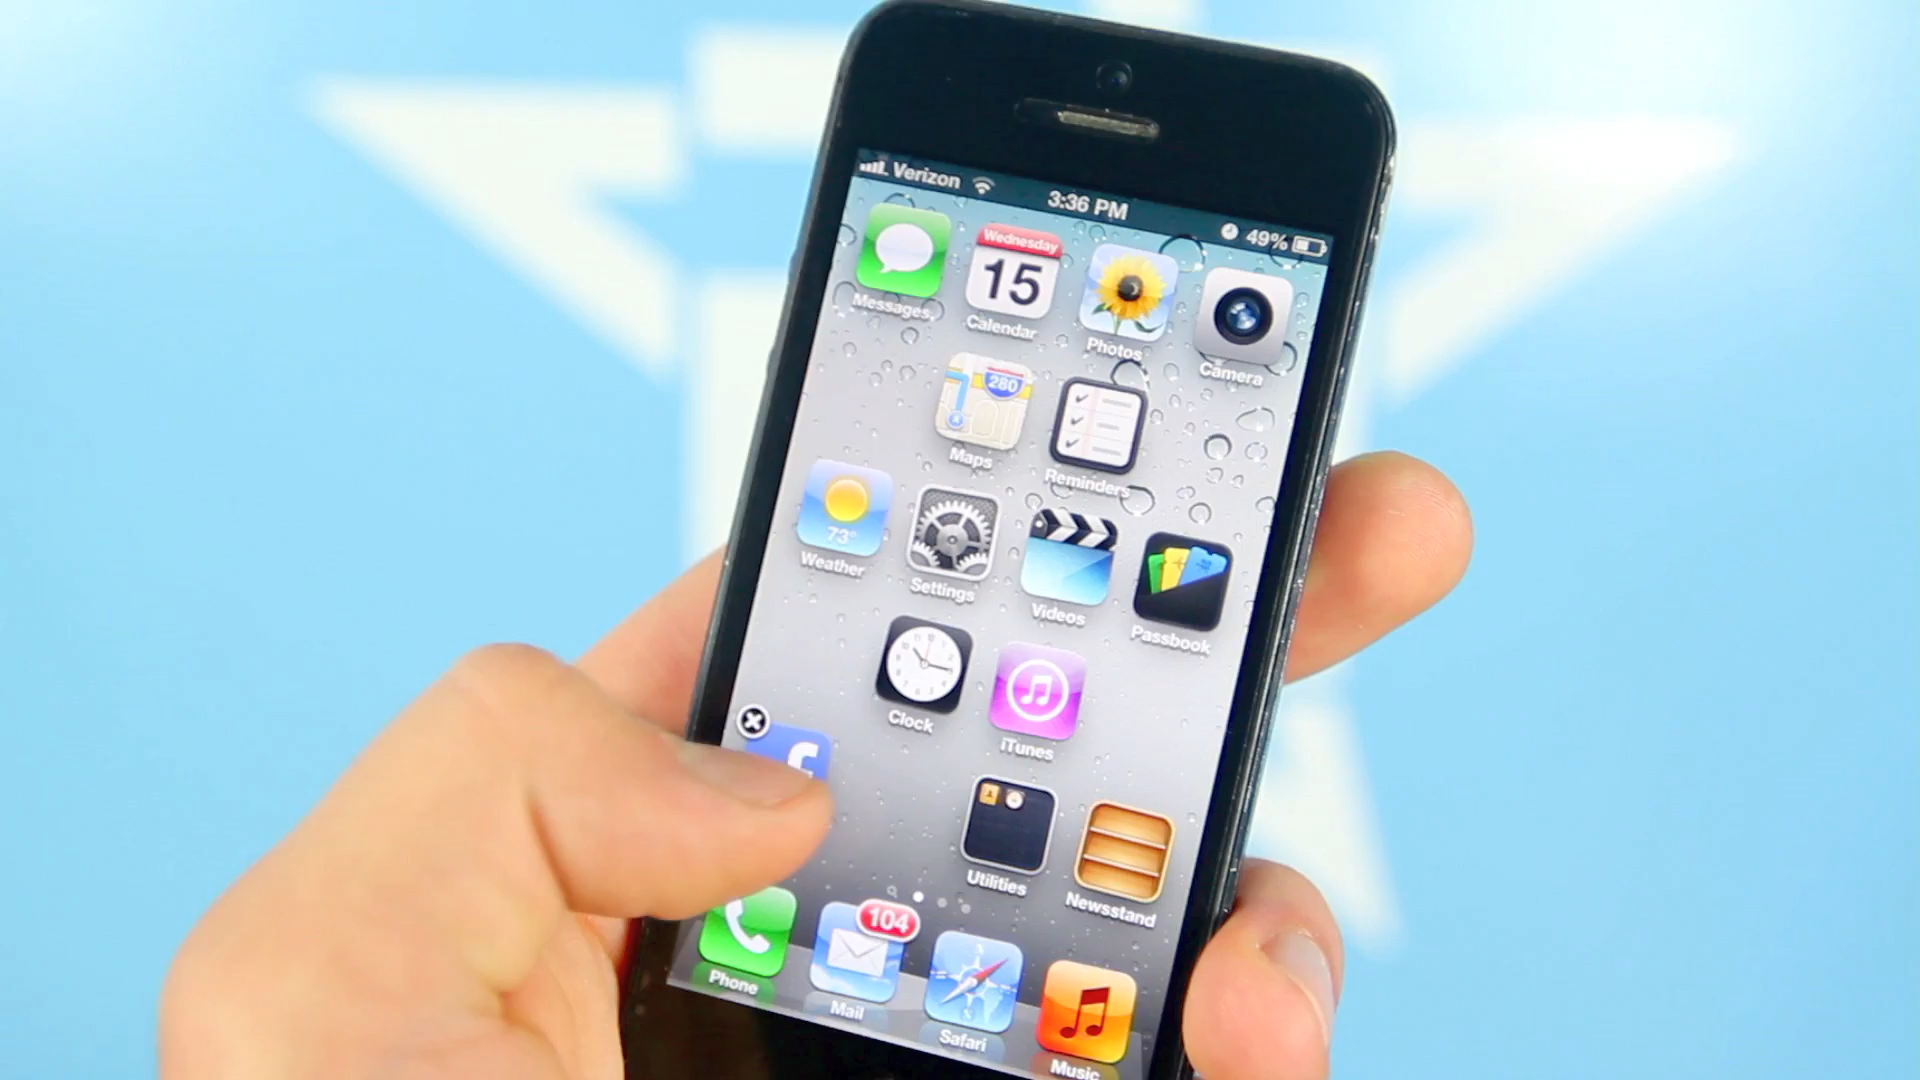 Verizon
3:36 PM
49%
Wednesday
15
Messages
Calendar
Photos
Camera
280
Maps
Reminders
73°
Weather
Settings
Videos
Passbook
Clock
iTunes
f
Utilities
Newsstand
104
Phone
Mail
Safari
Music